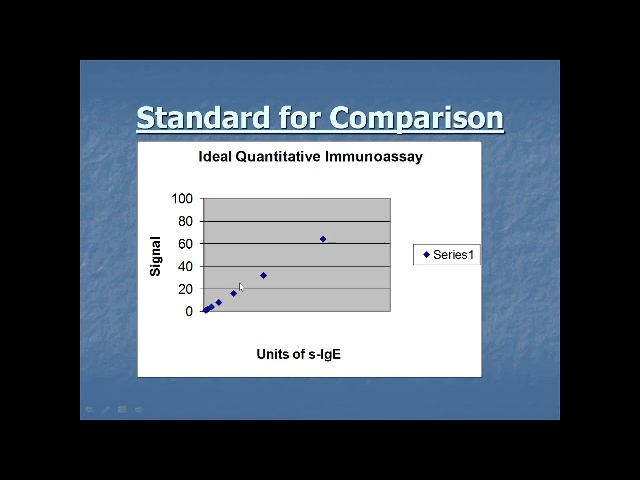 Standard for Comparison
Ideal Quantitative Immunoassay
100
80
60
40
20
0
Signal
Series1
Units of s-IgE